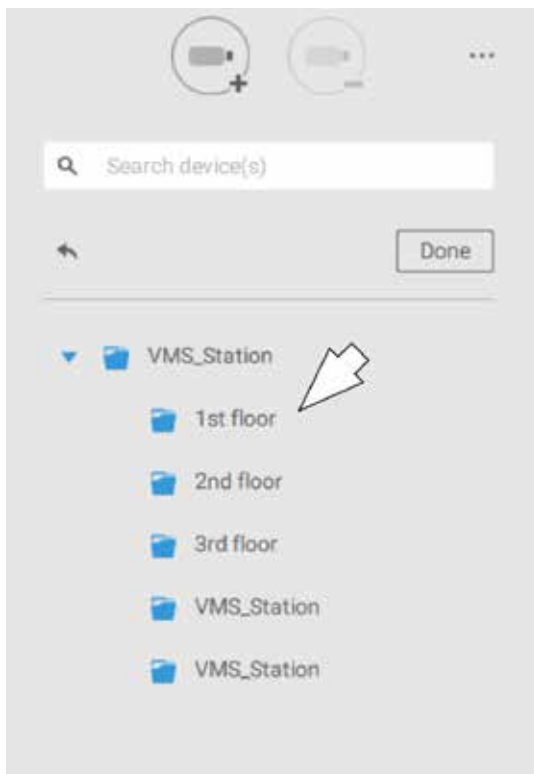 Search device(s)
Done
VMS_Station
1st floor
2nd floor
3rd floor
VMS_Station
VMS_Station